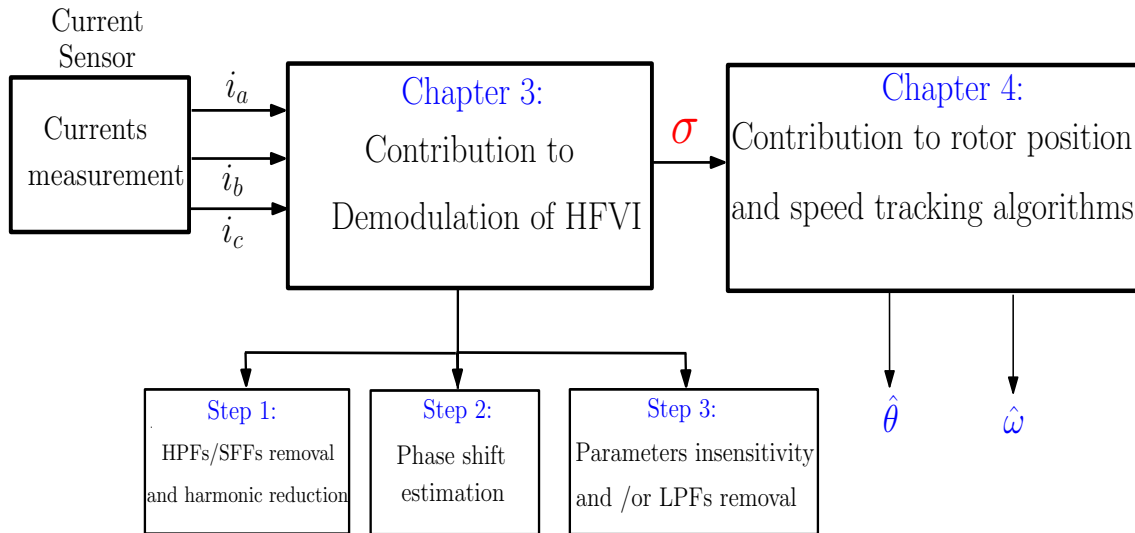 Current
Sensor
Currents
measurement
i_a
i_b
i_c
Chapter 3:
Contribution to
Demodulation of HFVI
σ
Chapter 4:
Contribution to rotor position
and speed tracking algorithms
Step 1:
HPFs/SFFs removal
and harmonic reduction
Step 2:
Phase shift
estimation
Step 3:
Parameters insensitivity
and /or LPFs removal
θ̂
ω̂